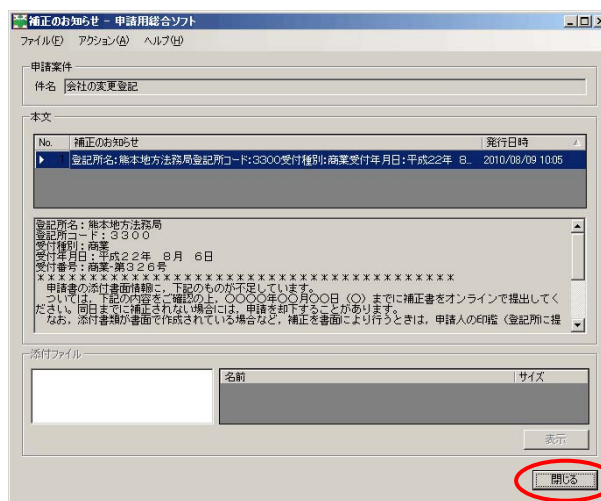 補正のお知らせ - 申請用総合ソフト
ファイル(F) アクション(A) ヘルプ(H)
申請案件
件名 会社の変更登記
本文
No. 補正のお知らせ 発行日時
1 登記所名:熊本地方法務局登記所コード:3300受付種別:商業受付年月日:平成22年 8... 2010/08/09 10:05
登記所名:熊本地方法務局
登記所コード:3300
受付種別:商業
受付年月日:平成22年 8月 6日
受付番号:商業-第326号
******************************************
申請書の添付書面情報に,下記のものが不足しています。
ついては,下記の内容をご確認の上,〇〇〇〇年〇〇月〇〇日(〇)までに補正書をオンラインで提出してく
ださい。同日までに補正されない場合には,申請を却下することがあります。
なお,添付書類が書面で作成されている場合など,補正を書面により行うときは,申請人の印鑑(登記所に提
添付ファイル
名前 サイズ
表示
閉じる